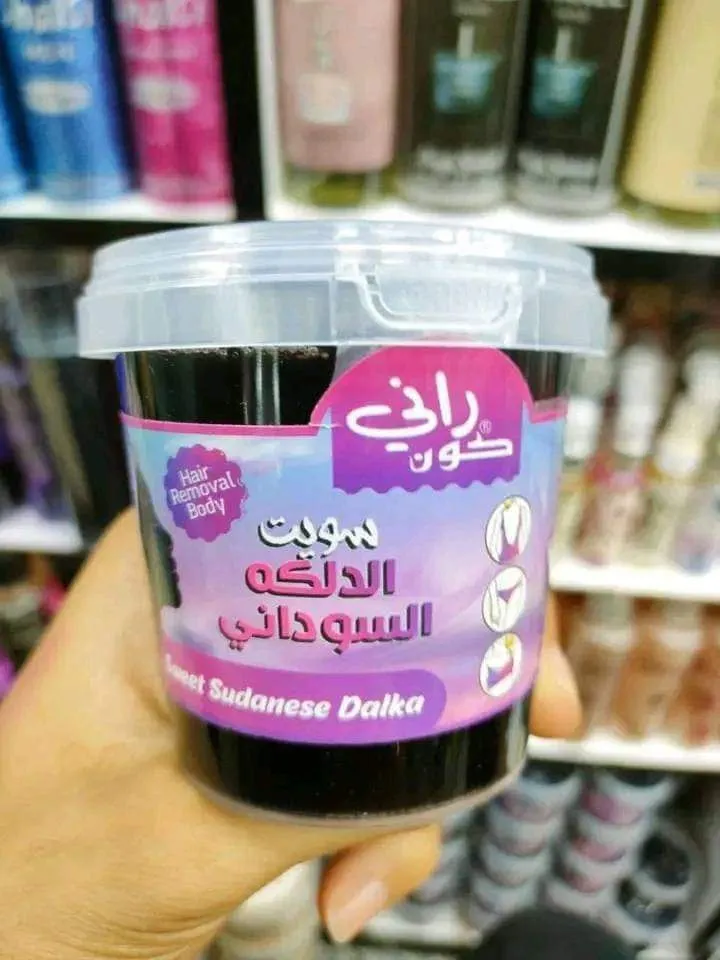 راني
كون
®
Hair
Removal
Body
سويت
الدلكه
السوداني
Sweet Sudanese Dalka